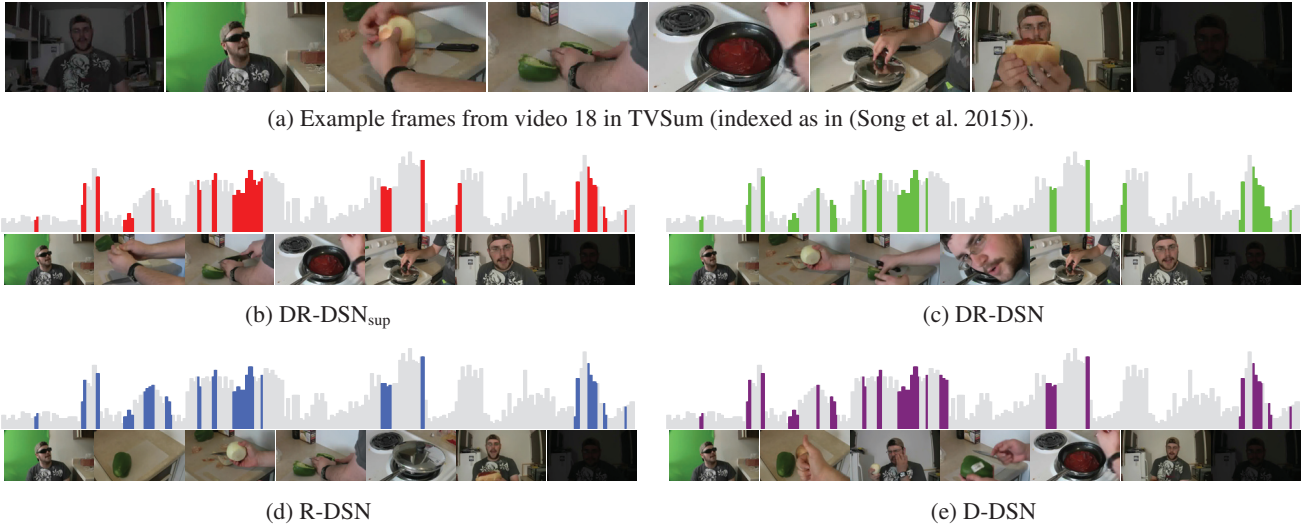 (a) Example frames from video 18 in TVSum (indexed as in (Song et al. 2015)).
(b) DR-DSNsup
(c) DR-DSN
(d) R-DSN
(e) D-DSN